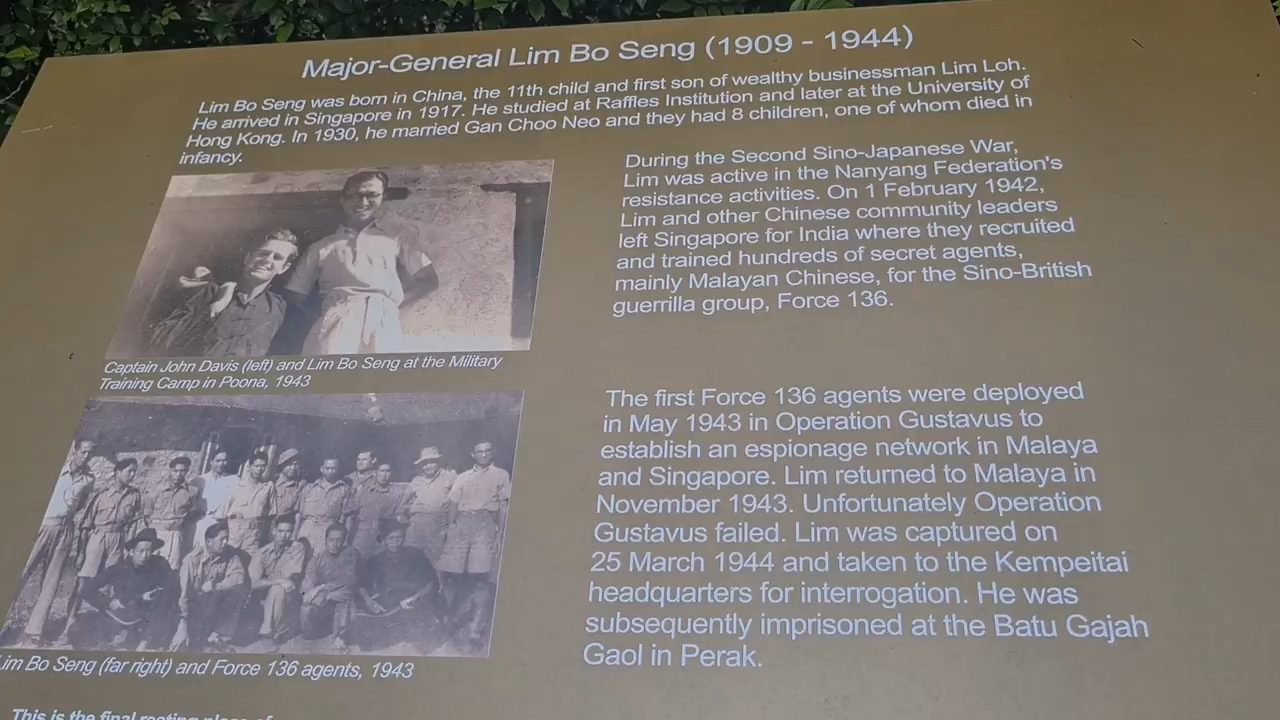 Major-General Lim Bo Seng (1909 - 1944)
Lim Bo Seng was born in China, the 11th child and first son of wealthy businessman Lim Loh.
He arrived in Singapore in 1917. He studied at Raffles Institution and later at the University of
Hong Kong. In 1930, he married Gan Choo Neo and they had 8 children, one of whom died in
infancy.
During the Second Sino-Japanese War,
Lim was active in the Nanyang Federation's
resistance activities. On 1 February 1942,
Lim and other Chinese community leaders
left Singapore for India where they recruited
and trained hundreds of secret agents,
mainly Malayan Chinese, for the Sino-British
guerrilla group, Force 136.
Captain John Davis (left) and Lim Bo Seng at the Military
Training Camp in Poona, 1943
The first Force 136 agents were deployed
in May 1943 in Operation Gustavus to
establish an espionage network in Malaya
and Singapore. Lim returned to Malaya in
November 1943. Unfortunately Operation
Gustavus failed. Lim was captured on
25 March 1944 and taken to the Kempeitai
headquarters for interrogation. He was
subsequently imprisoned at the Batu Gajah
Gaol in Perak.
Lim Bo Seng (far right) and Force 136 agents, 1943
This is the final resting place of